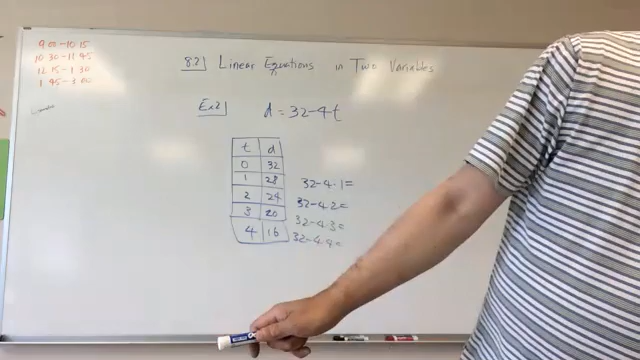 9 00-10 15
10 30-11 45
12 15-1 30
1 45-3 00
8.2 Linear Equations in Two Variables
Ex2 d = 32-4t
t d
0 32
1 28
2 24
3 20
4 16
32-4·1=
32-4·2=
32-4·3=
32-4·4=